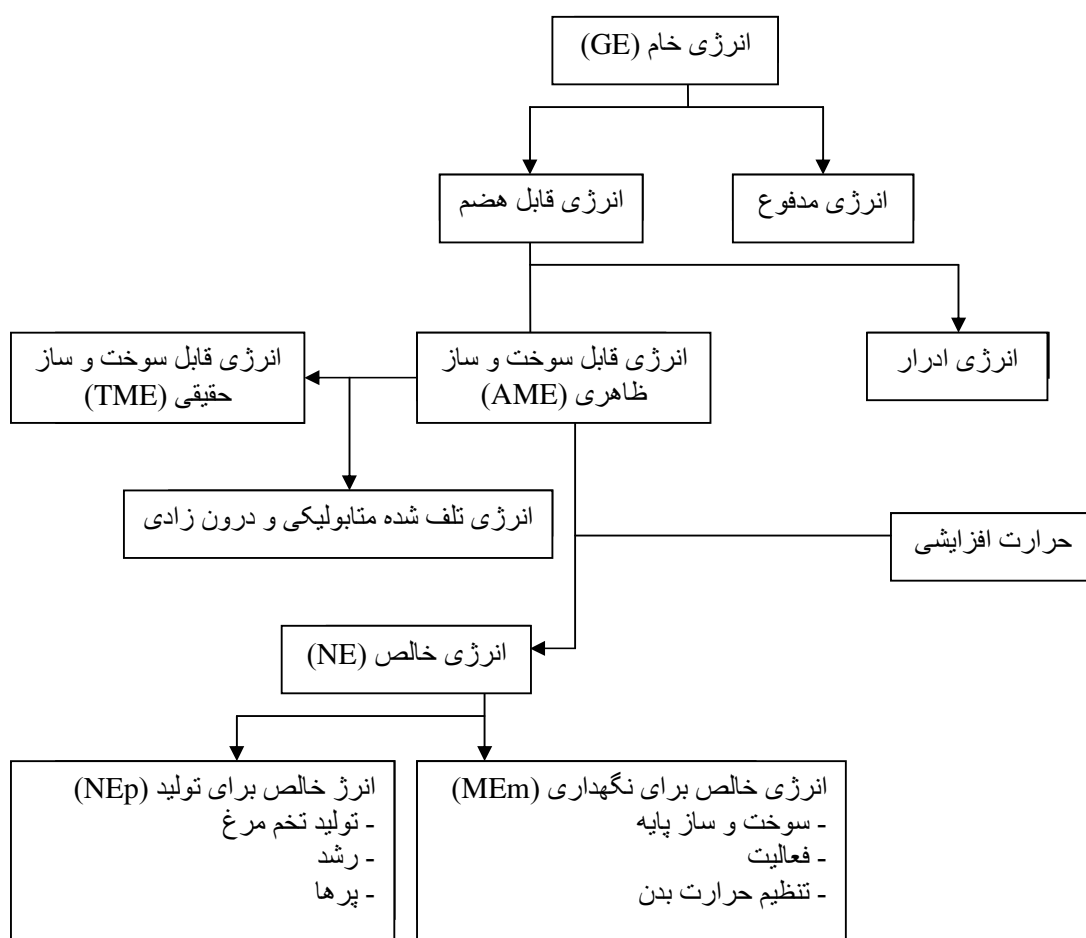 انرژی خام (GE)
انرژی مدفوع
انرژی قابل هضم
انرژی ادرار
انرژی قابل سوخت و ساز
ظاهری (AME)
انرژی قابل سوخت و ساز
حقیقی (TME)
انرژی تلف شده متابولیکی و درون زادی
حرارت افزایشی
انرژی خالص (NE)
انرژی خالص برای نگهداری (MEm)
- سوخت و ساز پایه
- فعالیت
- تنظیم حرارت بدن
انرژ خالص برای تولید (NEp)
- تولید تخم مرغ
- رشد
- پرها